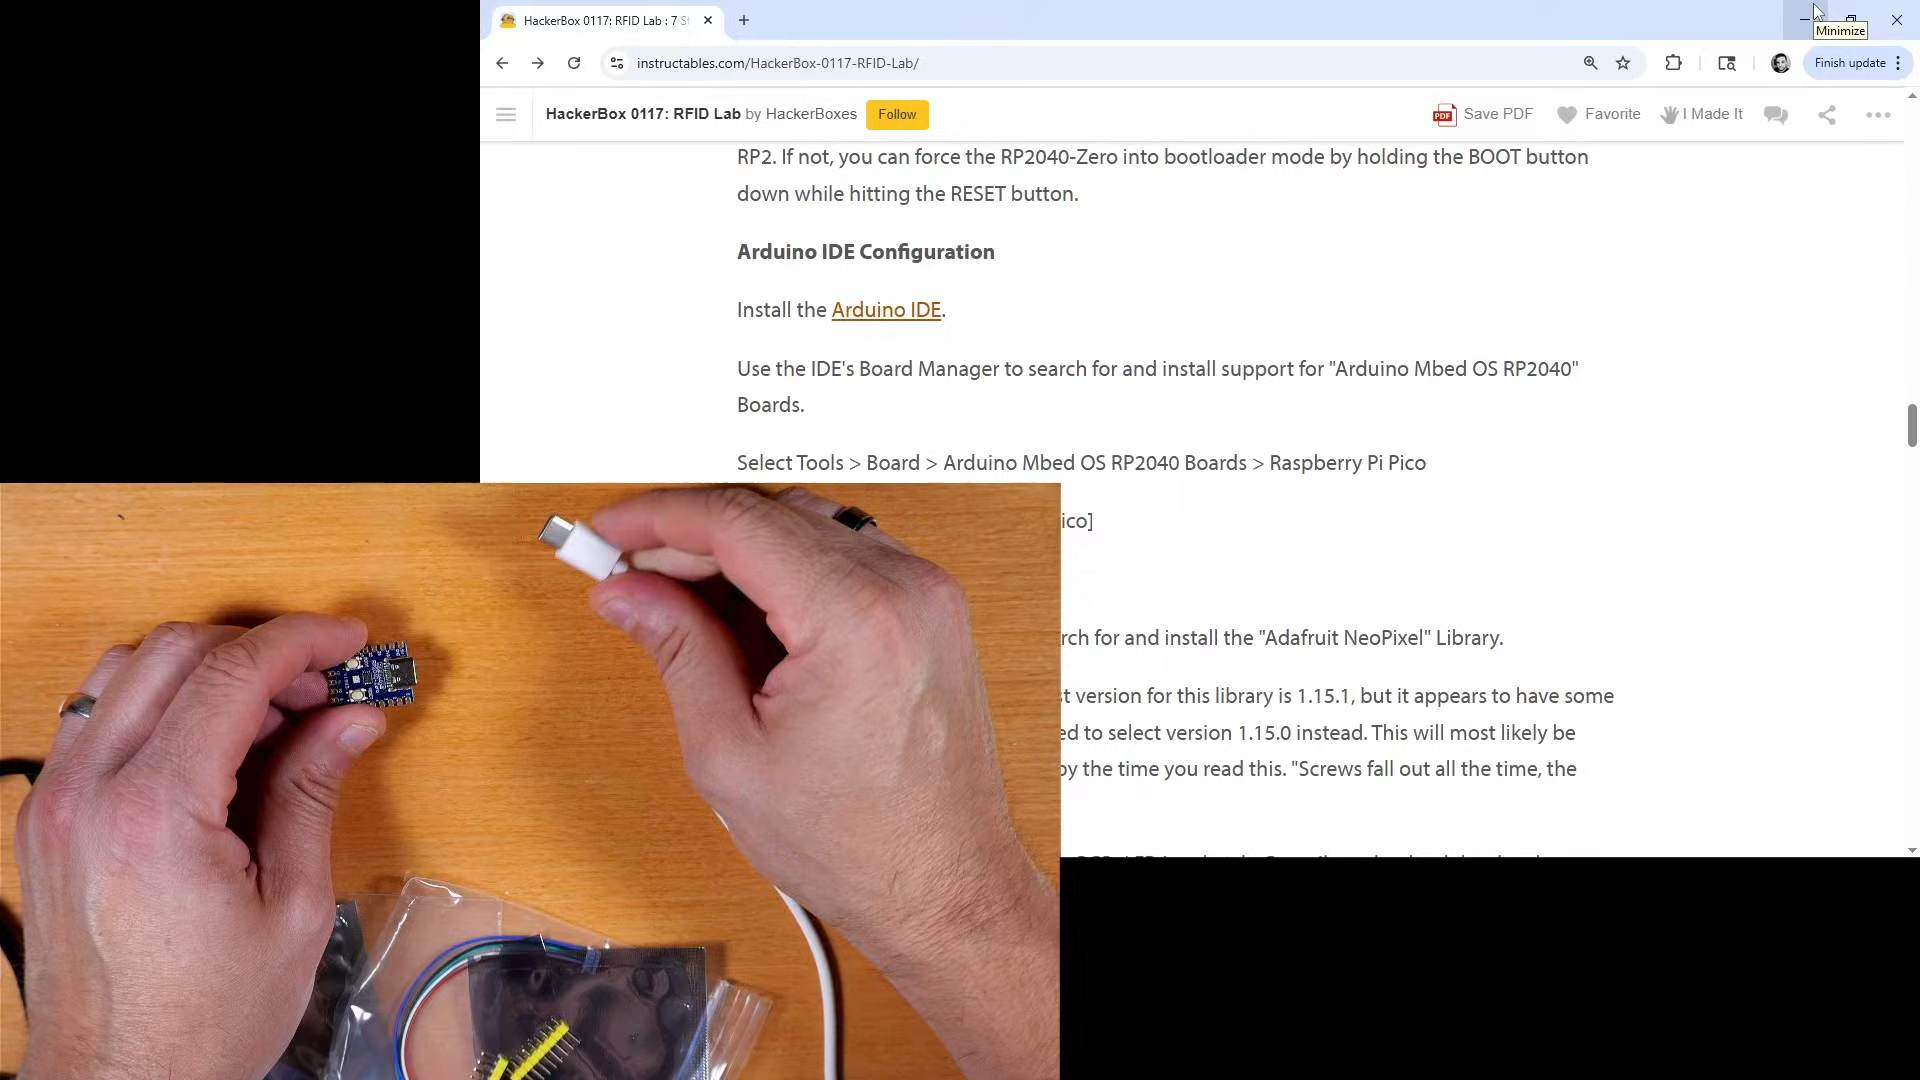 HackerBox 0117: RFID Lab : 7 St
Minimize
instructables.com/HackerBox-0117-RFID-Lab/
Finish update
HackerBox 0117: RFID Lab by HackerBoxes
Follow
PDF
Save PDF
Favorite
I Made It
RP2. If not, you can force the RP2040-Zero into bootloader mode by holding the BOOT button
down while hitting the RESET button.
Arduino IDE Configuration
Install the Arduino IDE.
Use the IDE's Board Manager to search for and install support for "Arduino Mbed OS RP2040"
Boards.
Select Tools > Board > Arduino Mbed OS RP2040 Boards > Raspberry Pi Pico
ico]
rch for and install the "Adafruit NeoPixel" Library.
st version for this library is 1.15.1, but it appears to have some
ed to select version 1.15.0 instead. This will most likely be
by the time you read this. "Screws fall out all the time, the